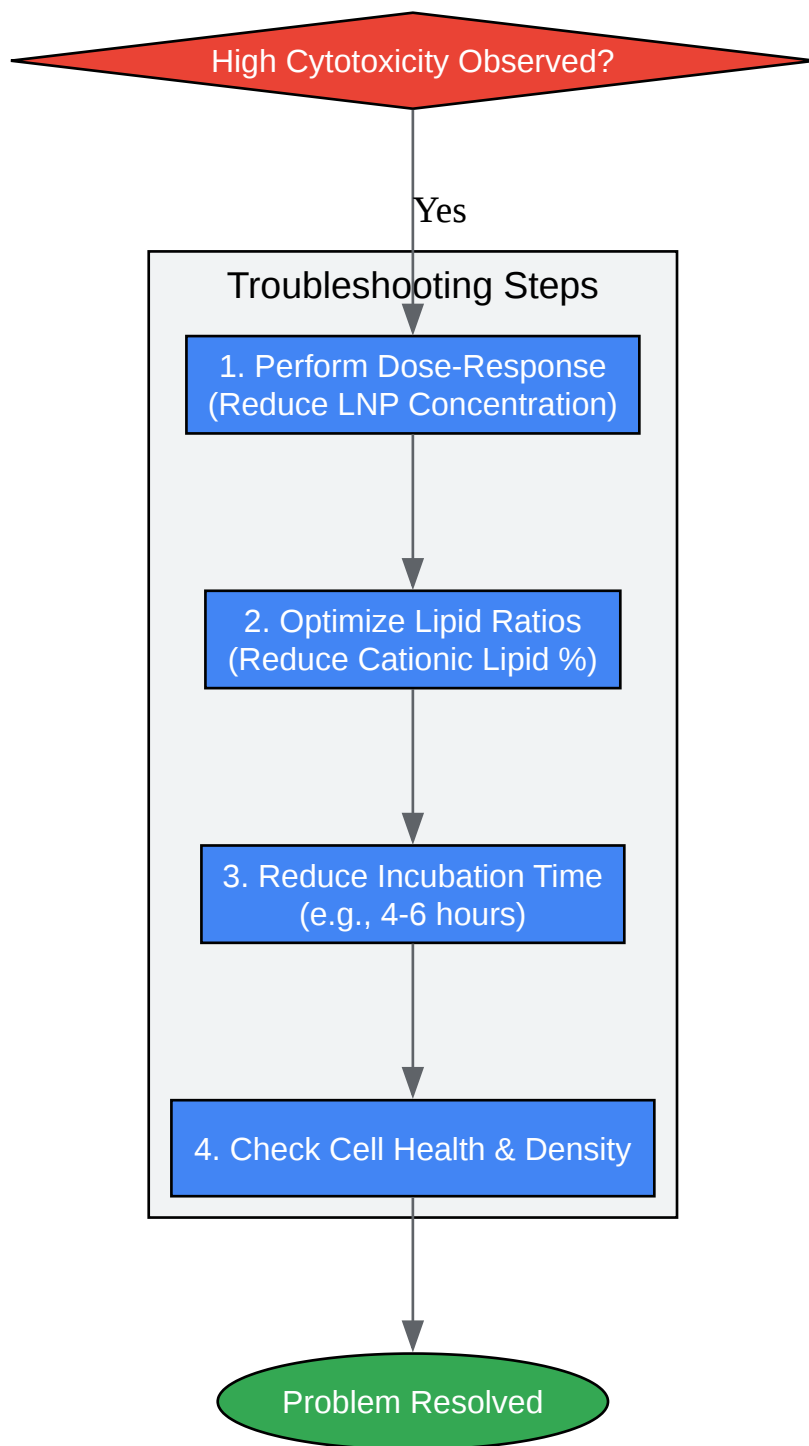 High Cytotoxicity Observed?
Yes
Troubleshooting Steps
1. Perform Dose-Response
(Reduce LNP Concentration)
2. Optimize Lipid Ratios
(Reduce Cationic Lipid %)
3. Reduce Incubation Time
(e.g., 4-6 hours)
4. Check Cell Health & Density
Problem Resolved